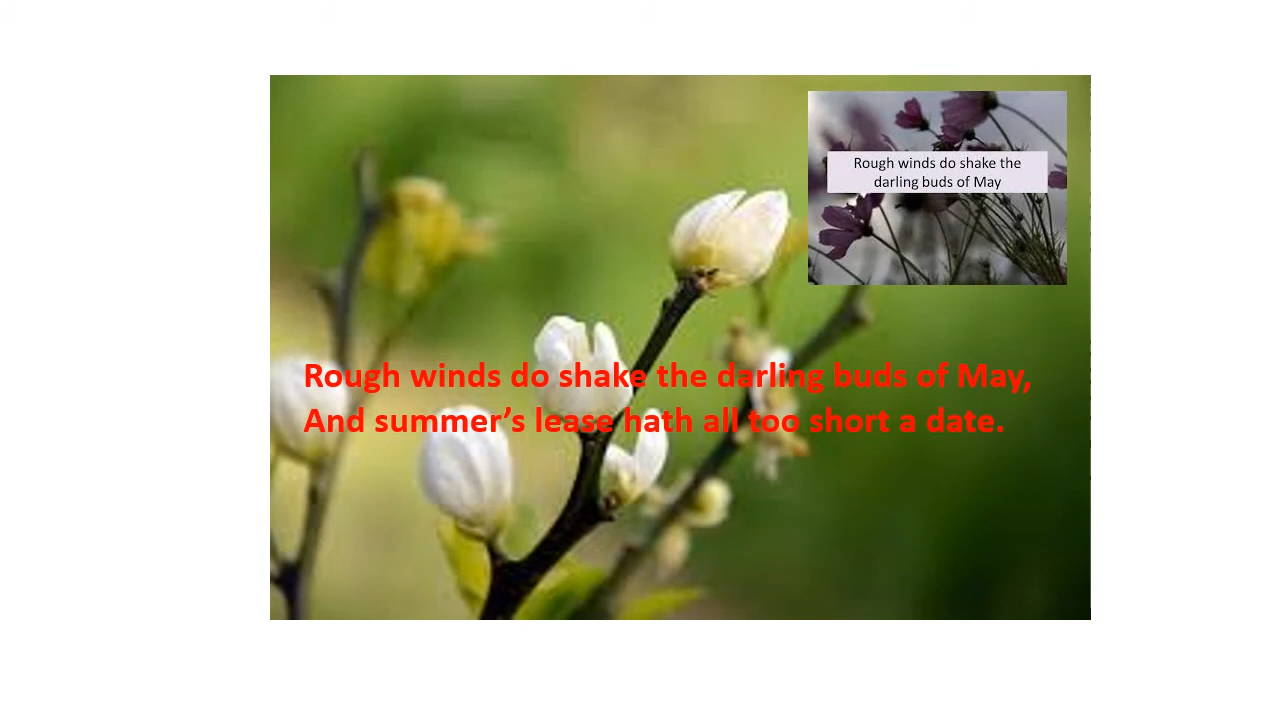 Rough winds do shake the
darling buds of May
Rough winds do shake the darling buds of May,
And summer’s lease hath all too short a date.